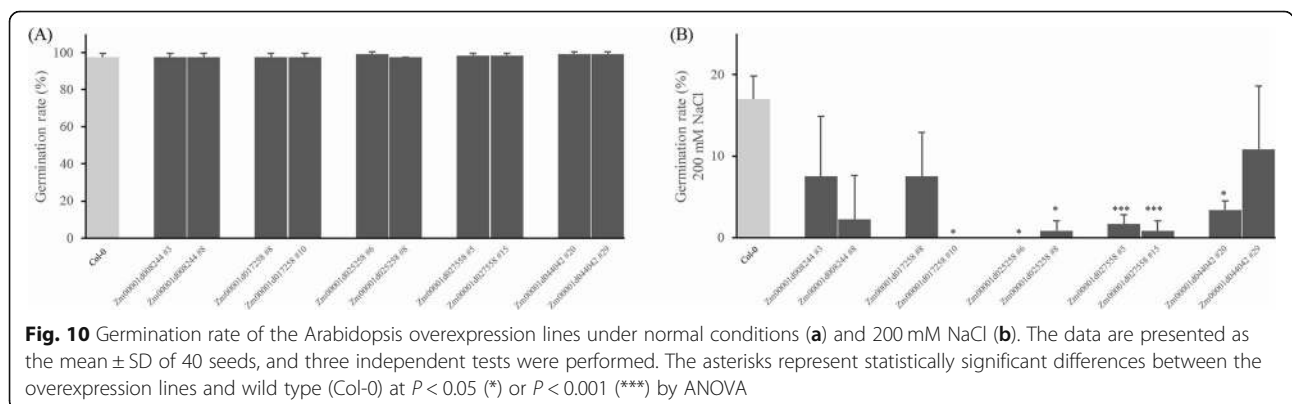 (A)
Germination rate (%)
100
80
60
40
20
0
Col-0
Zm00001d008244 #3
Zm00001d008244 #8
Zm00001d017258 #8
Zm00001d017258 #10
Zm00001d025258 #6
Zm00001d025258 #8
Zm00001d027558 #5
Zm00001d027558 #15
Zm00001d044042 #20
Zm00001d044042 #29
(B)
Germination rate (%)
200 mM NaCl
20
10
0
* * * *** *** *
Col-0
Zm00001d008244 #3
Zm00001d008244 #8
Zm00001d017258 #8
Zm00001d017258 #10
Zm00001d025258 #6
Zm00001d025258 #8
Zm00001d027558 #5
Zm00001d027558 #15
Zm00001d044042 #20
Zm00001d044042 #29
Fig. 10 Germination rate of the Arabidopsis overexpression lines under normal conditions (a) and 200 mM NaCl (b). The data are presented as
the mean ± SD of 40 seeds, and three independent tests were performed. The asterisks represent statistically significant differences between the
overexpression lines and wild type (Col-0) at P < 0.05 (*) or P < 0.001 (***) by ANOVA